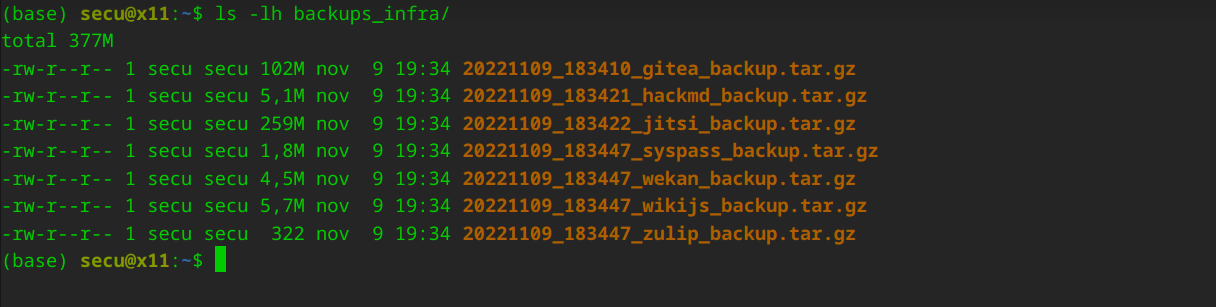 (base) secu@x11:~$ ls -lh backups_infra/
total 377M
-rw-r--r-- 1 secu secu 102M nov  9 19:34 20221109_183410_gitea_backup.tar.gz
-rw-r--r-- 1 secu secu 5,1M nov  9 19:34 20221109_183421_hackmd_backup.tar.gz
-rw-r--r-- 1 secu secu 259M nov  9 19:34 20221109_183422_jitsi_backup.tar.gz
-rw-r--r-- 1 secu secu 1,8M nov  9 19:34 20221109_183447_syspass_backup.tar.gz
-rw-r--r-- 1 secu secu 4,5M nov  9 19:34 20221109_183447_wekan_backup.tar.gz
-rw-r--r-- 1 secu secu 5,7M nov  9 19:34 20221109_183447_wikijs_backup.tar.gz
-rw-r--r-- 1 secu secu  322 nov  9 19:34 20221109_183447_zulip_backup.tar.gz
(base) secu@x11:~$